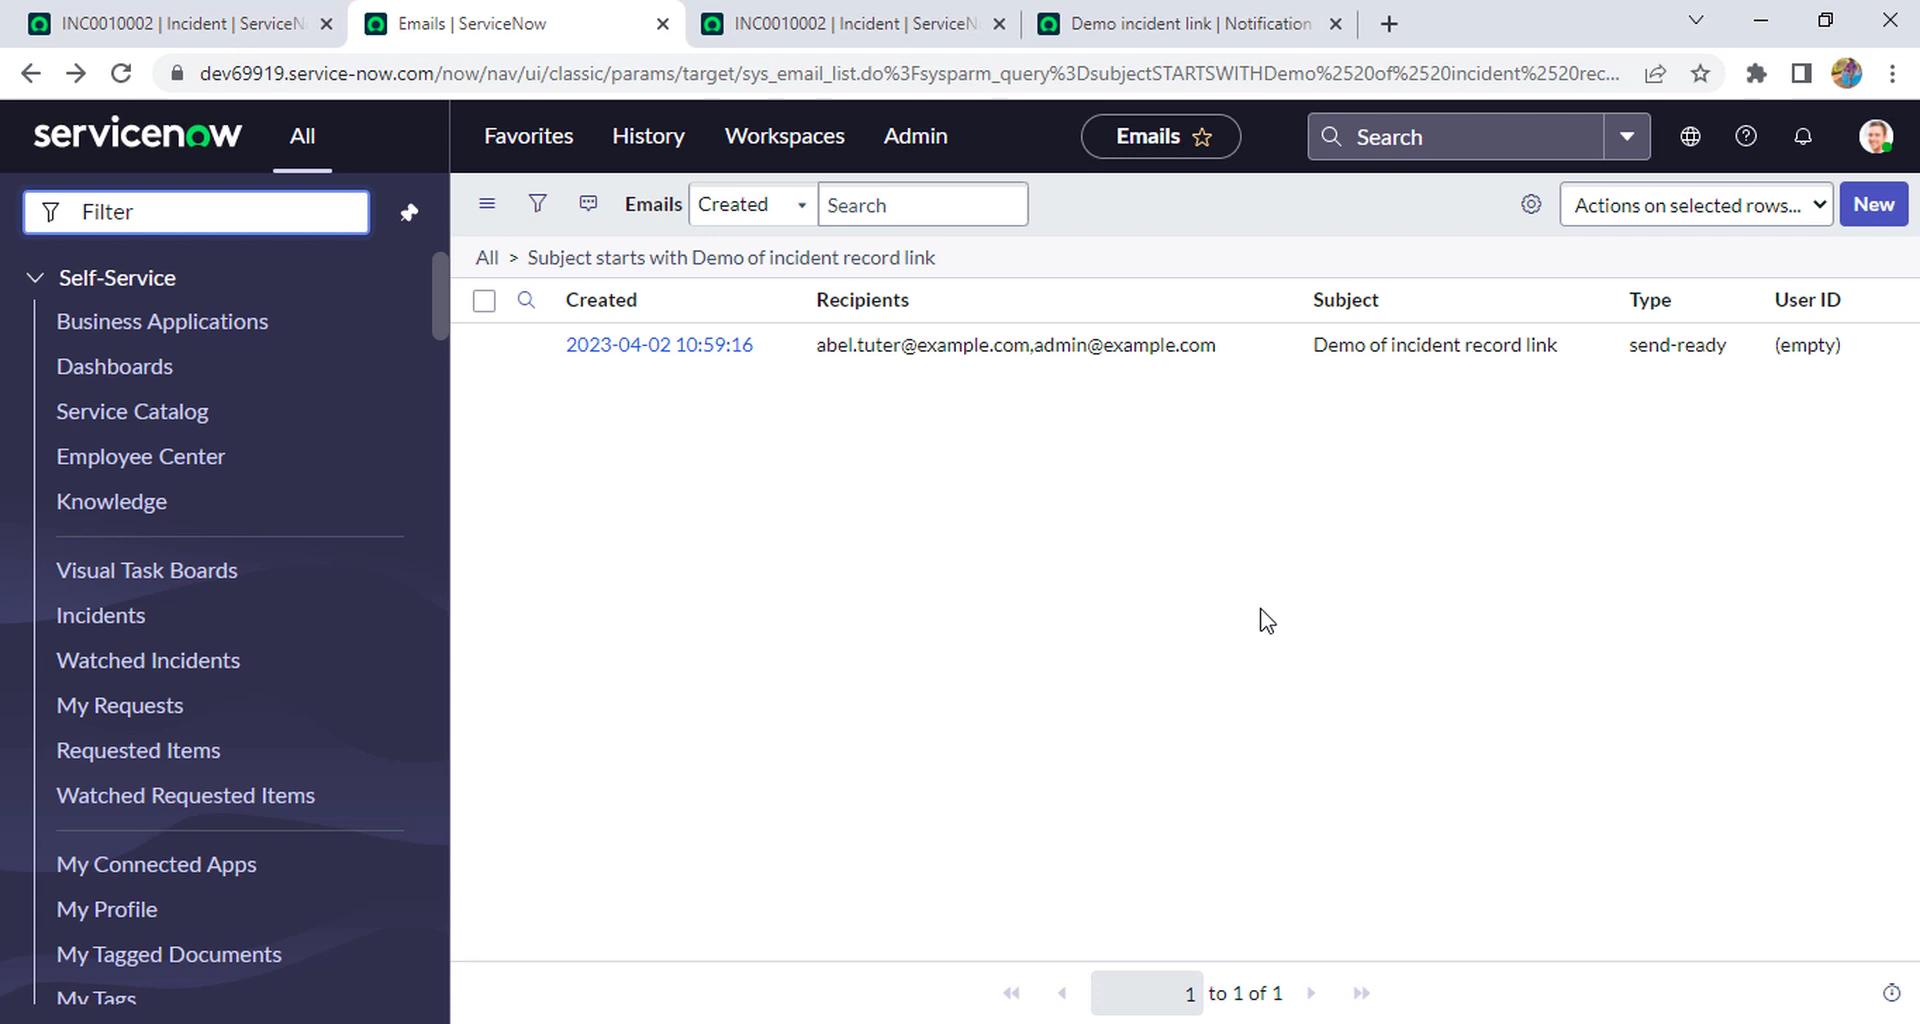 INC0010002 | Incident | ServiceN
Emails | ServiceNow
INC0010002 | Incident | ServiceN
Demo incident link | Notification
dev69919.service-now.com/now/nav/ui/classic/params/target/sys_email_list.do%3Fsysparm_query%3DsubjectSTARTSWITHDemo%2520of%2520incident%2520rec...
servicenow
All
Favorites
History
Workspaces
Admin
Emails
Search
Filter
Emails
Created
Search
Actions on selected rows...
New
All > Subject starts with Demo of incident record link
Created
Recipients
Subject
Type
User ID
2023-04-02 10:59:16
abel.tuter@example.com,admin@example.com
Demo of incident record link
send-ready
(empty)
Self-Service
Business Applications
Dashboards
Service Catalog
Employee Center
Knowledge
Visual Task Boards
Incidents
Watched Incidents
My Requests
Requested Items
Watched Requested Items
My Connected Apps
My Profile
My Tagged Documents
My Tags
1 to 1 of 1